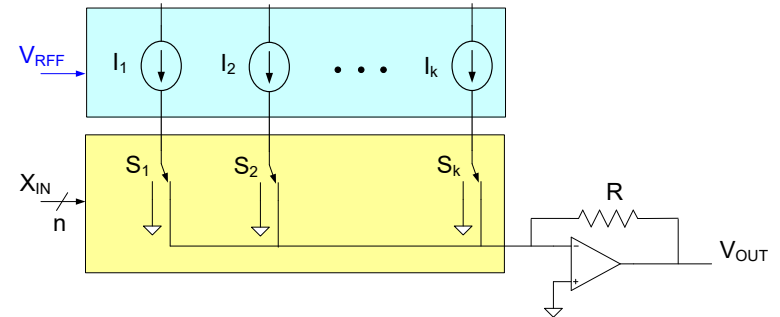 V_RFF
I_1
I_2
• • •
I_k
X_IN
n
S_1
S_2
S_k
R
−
+
V_OUT